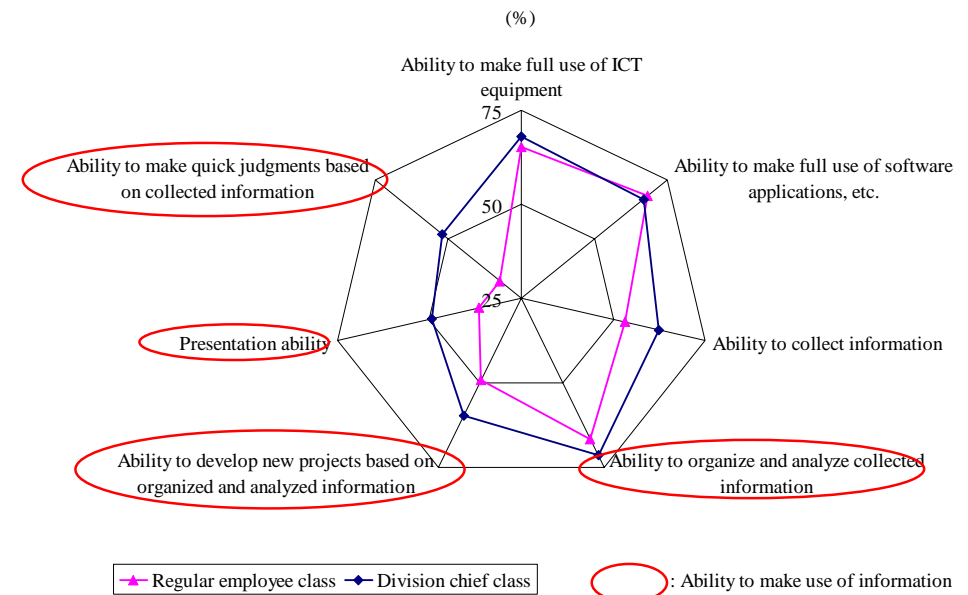 (%)
Ability to make full use of ICT
equipment
75
Ability to make quick judgments based
on collected information
Ability to make full use of software
applications, etc.
50
25
Presentation ability
Ability to collect information
Ability to develop new projects based on
organized and analyzed information
Ability to organize and analyze collected
information
Regular employee class
Division chief class
: Ability to make use of information